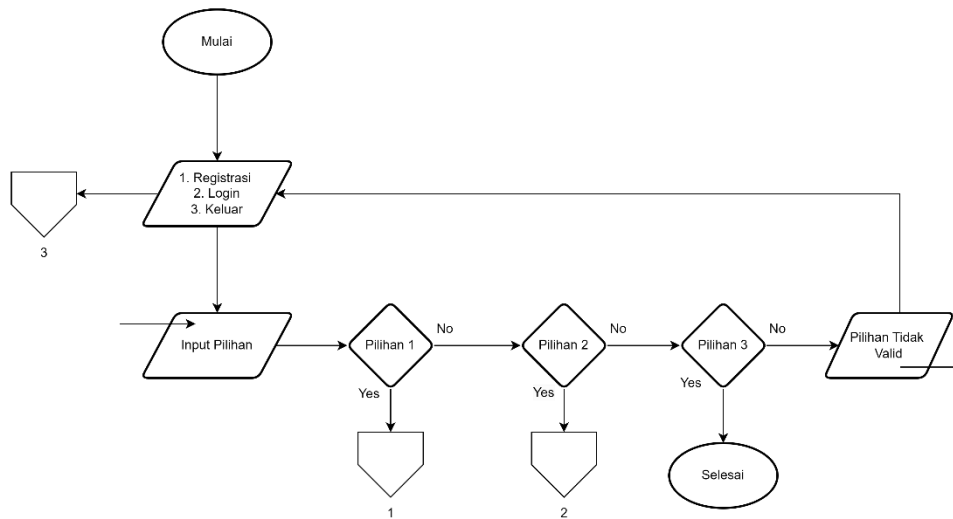 Mulai
1. Registrasi
2. Login
3. Keluar
3
Input Pilihan
Pilihan 1
No
Yes
1
Pilihan 2
No
Yes
2
Pilihan 3
No
Yes
Selesai
Pilihan Tidak
Valid